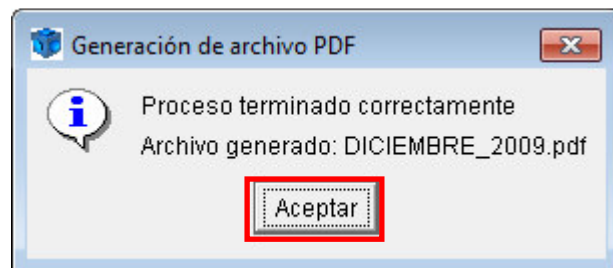 Generación de archivo PDF
Proceso terminado correctamente
Archivo generado: DICIEMBRE_2009.pdf
Aceptar